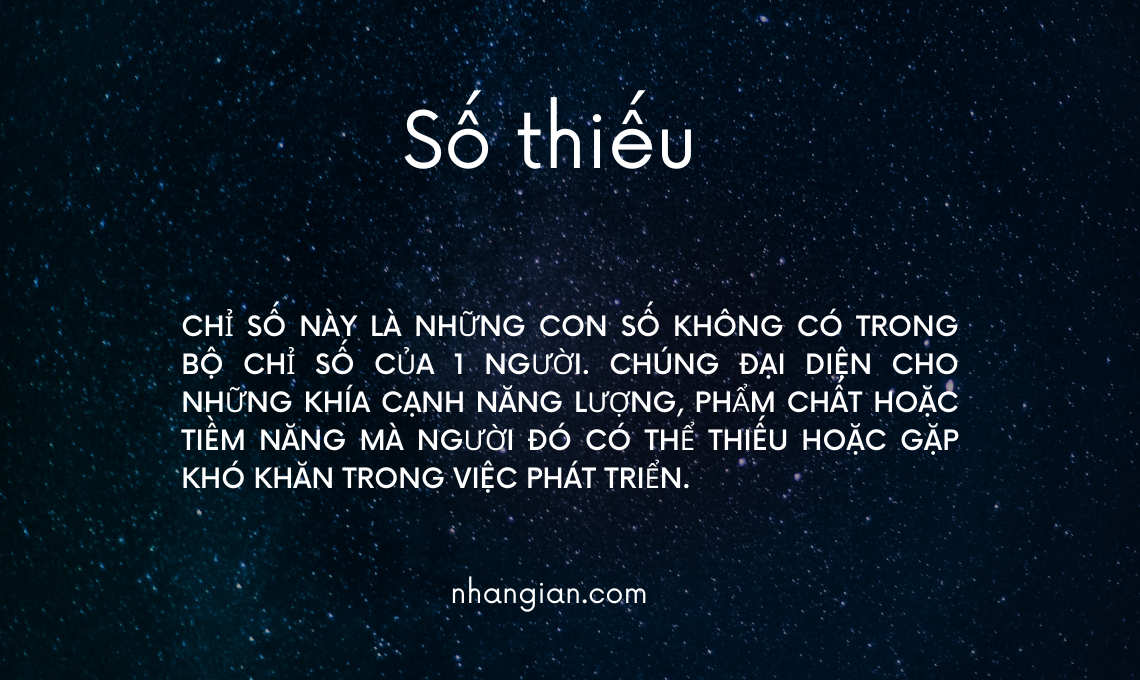 Số thiếu
CHỈ SỐ NÀY LÀ NHỮNG CON SỐ KHÔNG CÓ TRONG
BỘ CHỈ SỐ CỦA 1 NGƯỜI. CHÚNG ĐẠI DIỆN CHO
NHỮNG KHÍA CẠNH NĂNG LƯỢNG, PHẨM CHẤT HOẶC
TIỀM NĂNG MÀ NGƯỜI ĐÓ CÓ THỂ THIẾU HOẶC GẶP
KHÓ KHĂN TRONG VIỆC PHÁT TRIỂN.
nhangian.com